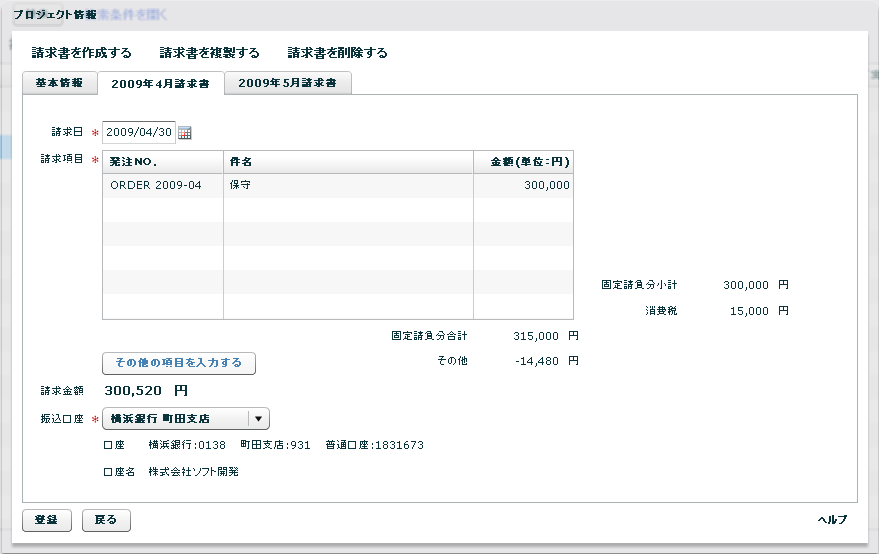 プロジェクト情報
索条件を開く
請求書を作成する 請求書を複製する 請求書を削除する
基本情報 2009年4月請求書 2009年5月請求書
請求日 * 2009/04/30
請求項目 * 発注NO. 件名 金額(単位:円)
ORDER 2009-04 保守 300,000
固定請負分小計 300,000 円
消費税 15,000 円
固定請負分合計 315,000 円
その他の項目を入力する その他 -14,480 円
請求金額 300,520 円
振込口座 * 横浜銀行 町田支店
口座 横浜銀行:0138 町田支店:931 普通口座:1831673
口座名 株式会社ソフト開発
登録 戻る ヘルプ